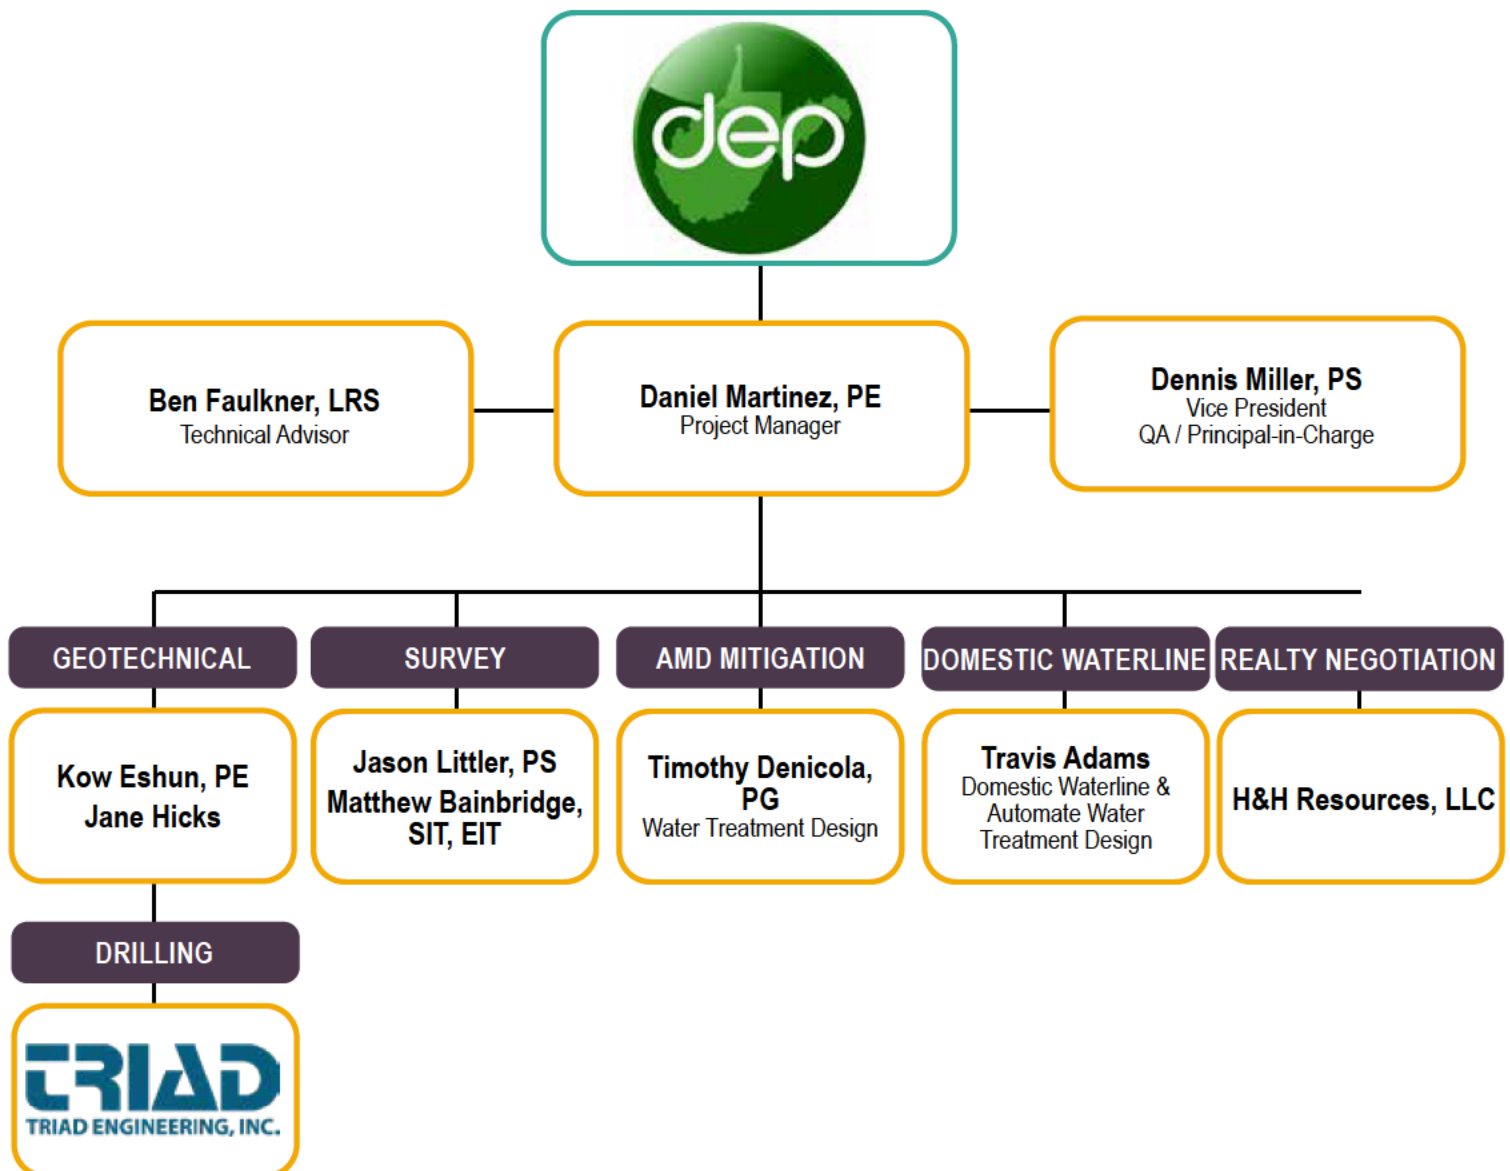 dep
Ben Faulkner, LRS
Technical Advisor
Daniel Martinez, PE
Project Manager
Dennis Miller, PS
Vice President
QA / Principal-in-Charge
GEOTECHNICAL
SURVEY
AMD MITIGATION
DOMESTIC WATERLINE
REALTY NEGOTIATION
Kow Eshun, PE
Jane Hicks
Jason Littler, PS
Matthew Bainbridge,
SIT, EIT
Timothy Denicola,
PG
Water Treatment Design
Travis Adams
Domestic Waterline &
Automate Water
Treatment Design
H&H Resources, LLC
DRILLING
TRIAD
TRIAD ENGINEERING, INC.